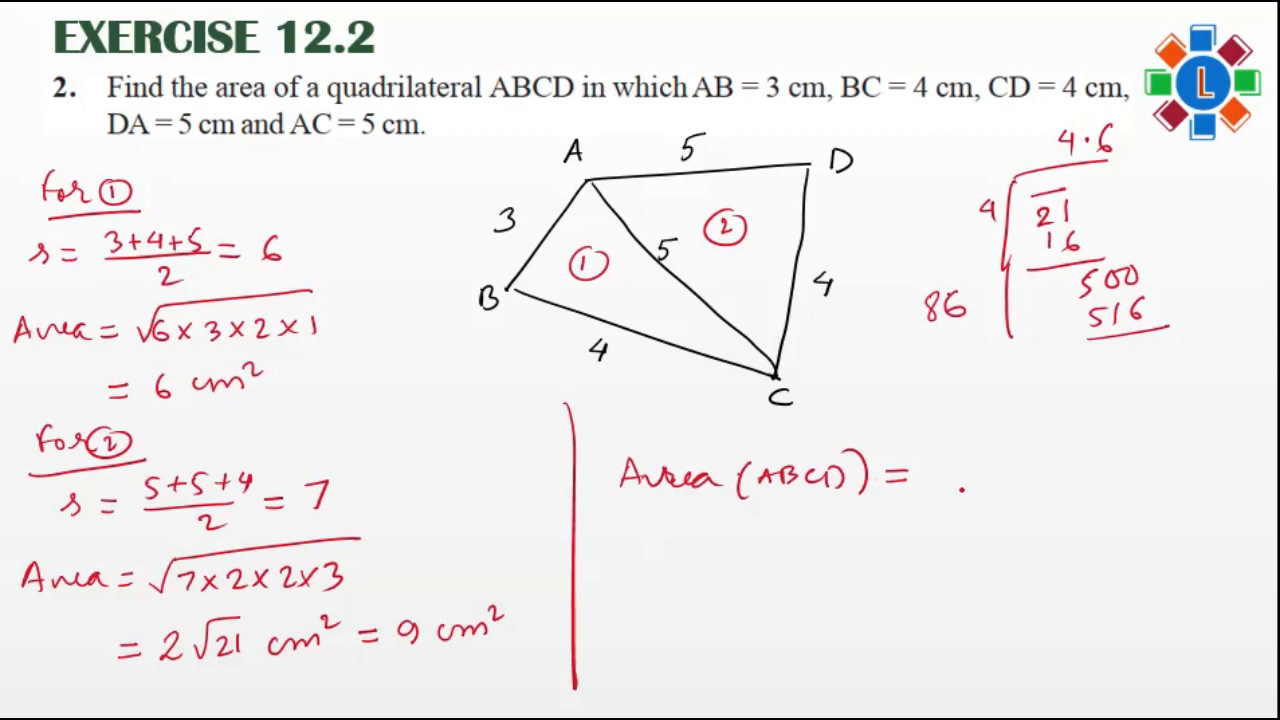 EXERCISE 12.2
2. Find the area of a quadrilateral ABCD in which AB = 3 cm, BC = 4 cm, CD = 4 cm,
DA = 5 cm and AC = 5 cm.
L
for ①
s = 3+4+5/2 = 6
Area = √6 × 3 × 2 × 1
= 6 cm²
for ②
s = 5+5+4/2 = 7
Area = √7 × 2 × 2 × 3
= 2√21 cm² = 9 cm²
A
5
D
3
①
5
②
B
4
4
C
4.6
4
21
16
500
86
516
Area (ABCD) =